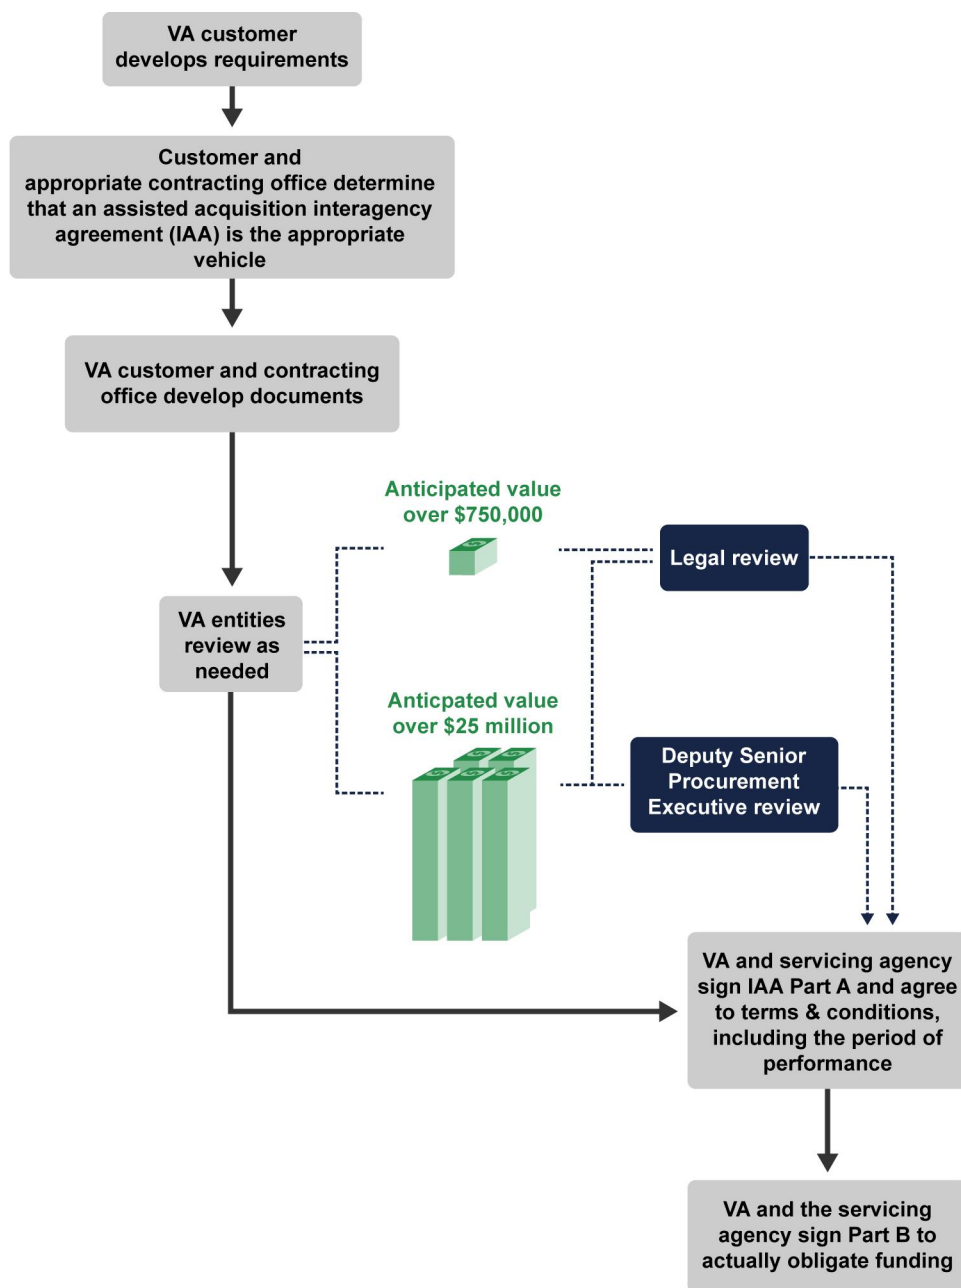 VA customer
develops requirements
Customer and
appropriate contracting office determine
that an assisted acquisition interagency
agreement (IAA) is the appropriate
vehicle
VA customer and contracting
office develop documents
VA entities
review as
needed
Anticipated value
over $750,000
Legal review
Anticpated value
over $25 million
Deputy Senior
Procurement
Executive review
VA and servicing agency
sign IAA Part A and agree
to terms & conditions,
including the period of
performance
VA and the servicing
agency sign Part B to
actually obligate funding